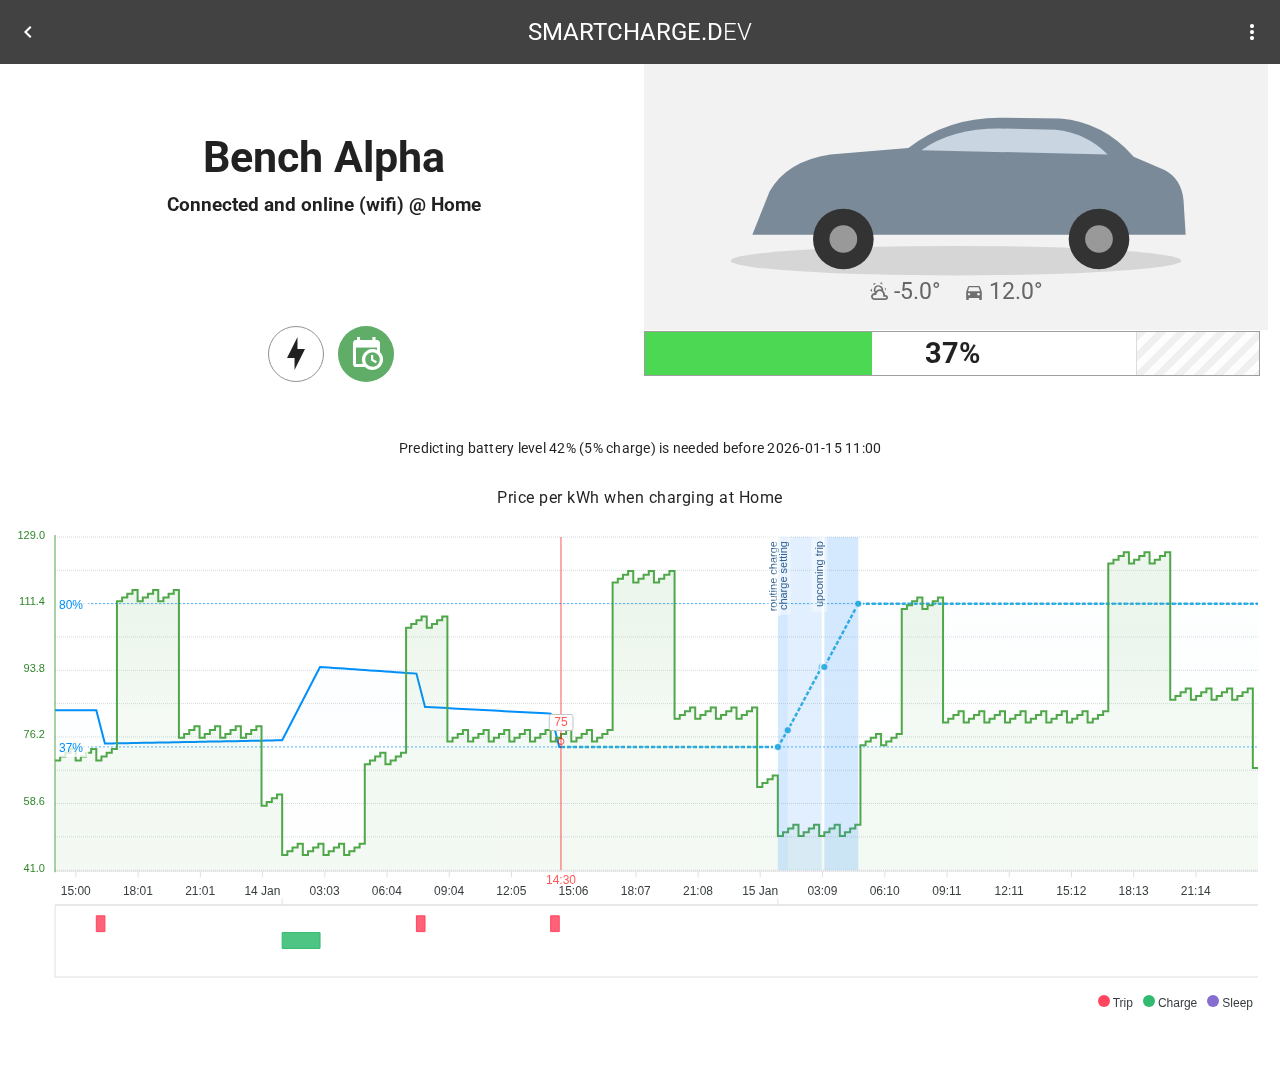 SMARTCHARGE.DEV
Bench Alpha
Connected and online (wifi) @ Home
-5.0°
12.0°
37%
Predicting battery level 42% (5% charge) is needed before 2026-01-15 11:00
Price per kWh when charging at Home
129.0
111.4
93.8
76.2
58.6
41.0
80%
37%
routine charge
charge setting
upcoming trip
75
14:30
15:00 18:01 21:01 14 Jan 03:03 06:04 09:04 12:05 15:06 18:07 21:08 15 Jan 03:09 06:10 09:11 12:11 15:12 18:13 21:14
Trip Charge Sleep